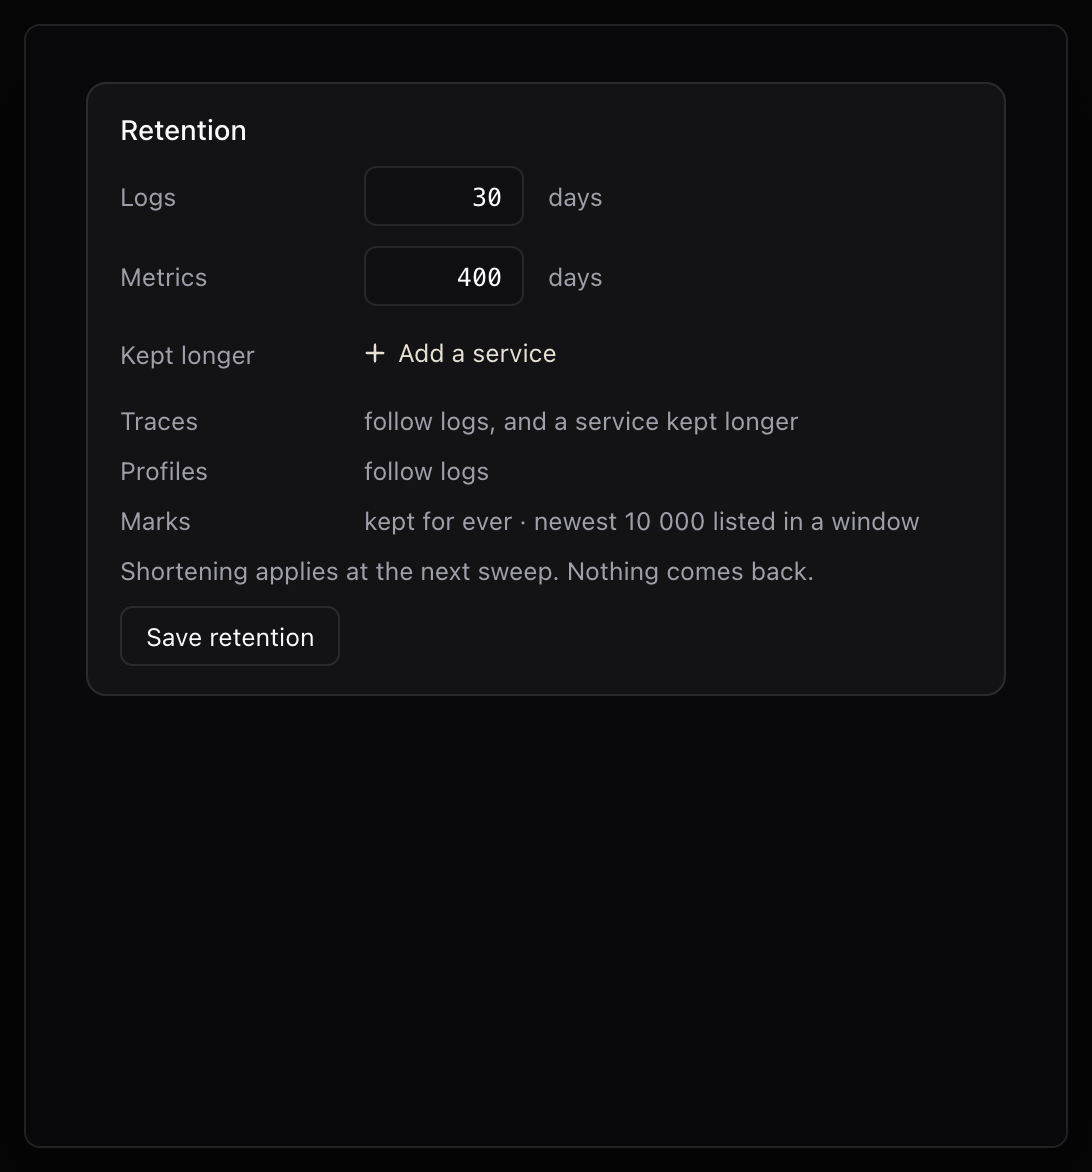 Retention
Logs 30 days
Metrics 400 days
Kept longer + Add a service
Traces follow logs, and a service kept longer
Profiles follow logs
Marks kept for ever · newest 10 000 listed in a window
Shortening applies at the next sweep. Nothing comes back.
Save retention